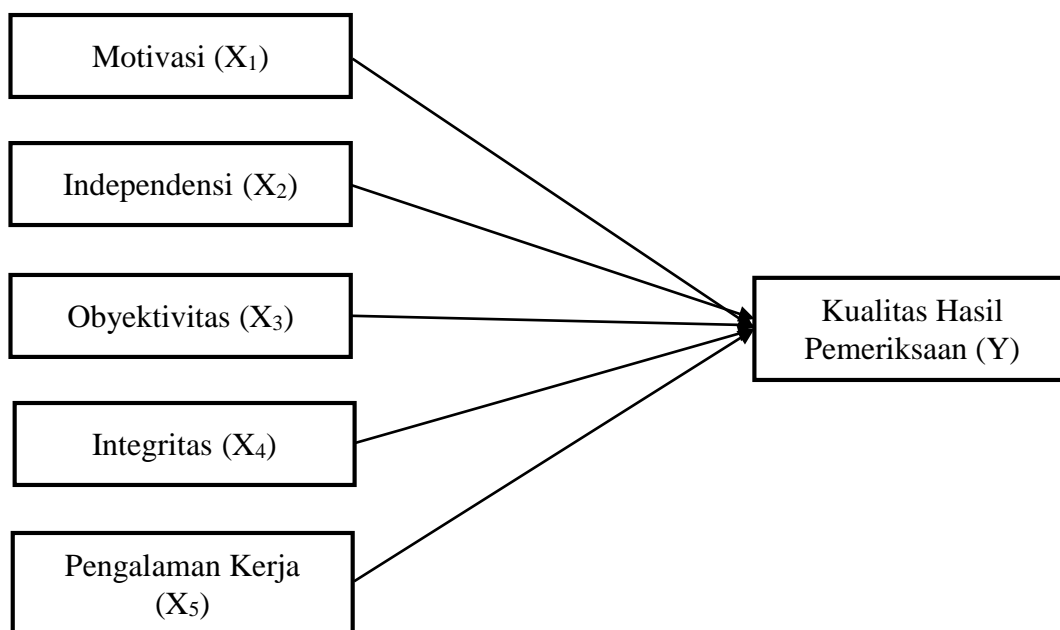 Motivasi (X₁)
Independensi (X₂)
Obyektivitas (X₃)
Integritas (X₄)
Pengalaman Kerja
(X₅)
Kualitas Hasil
Pemeriksaan (Y)